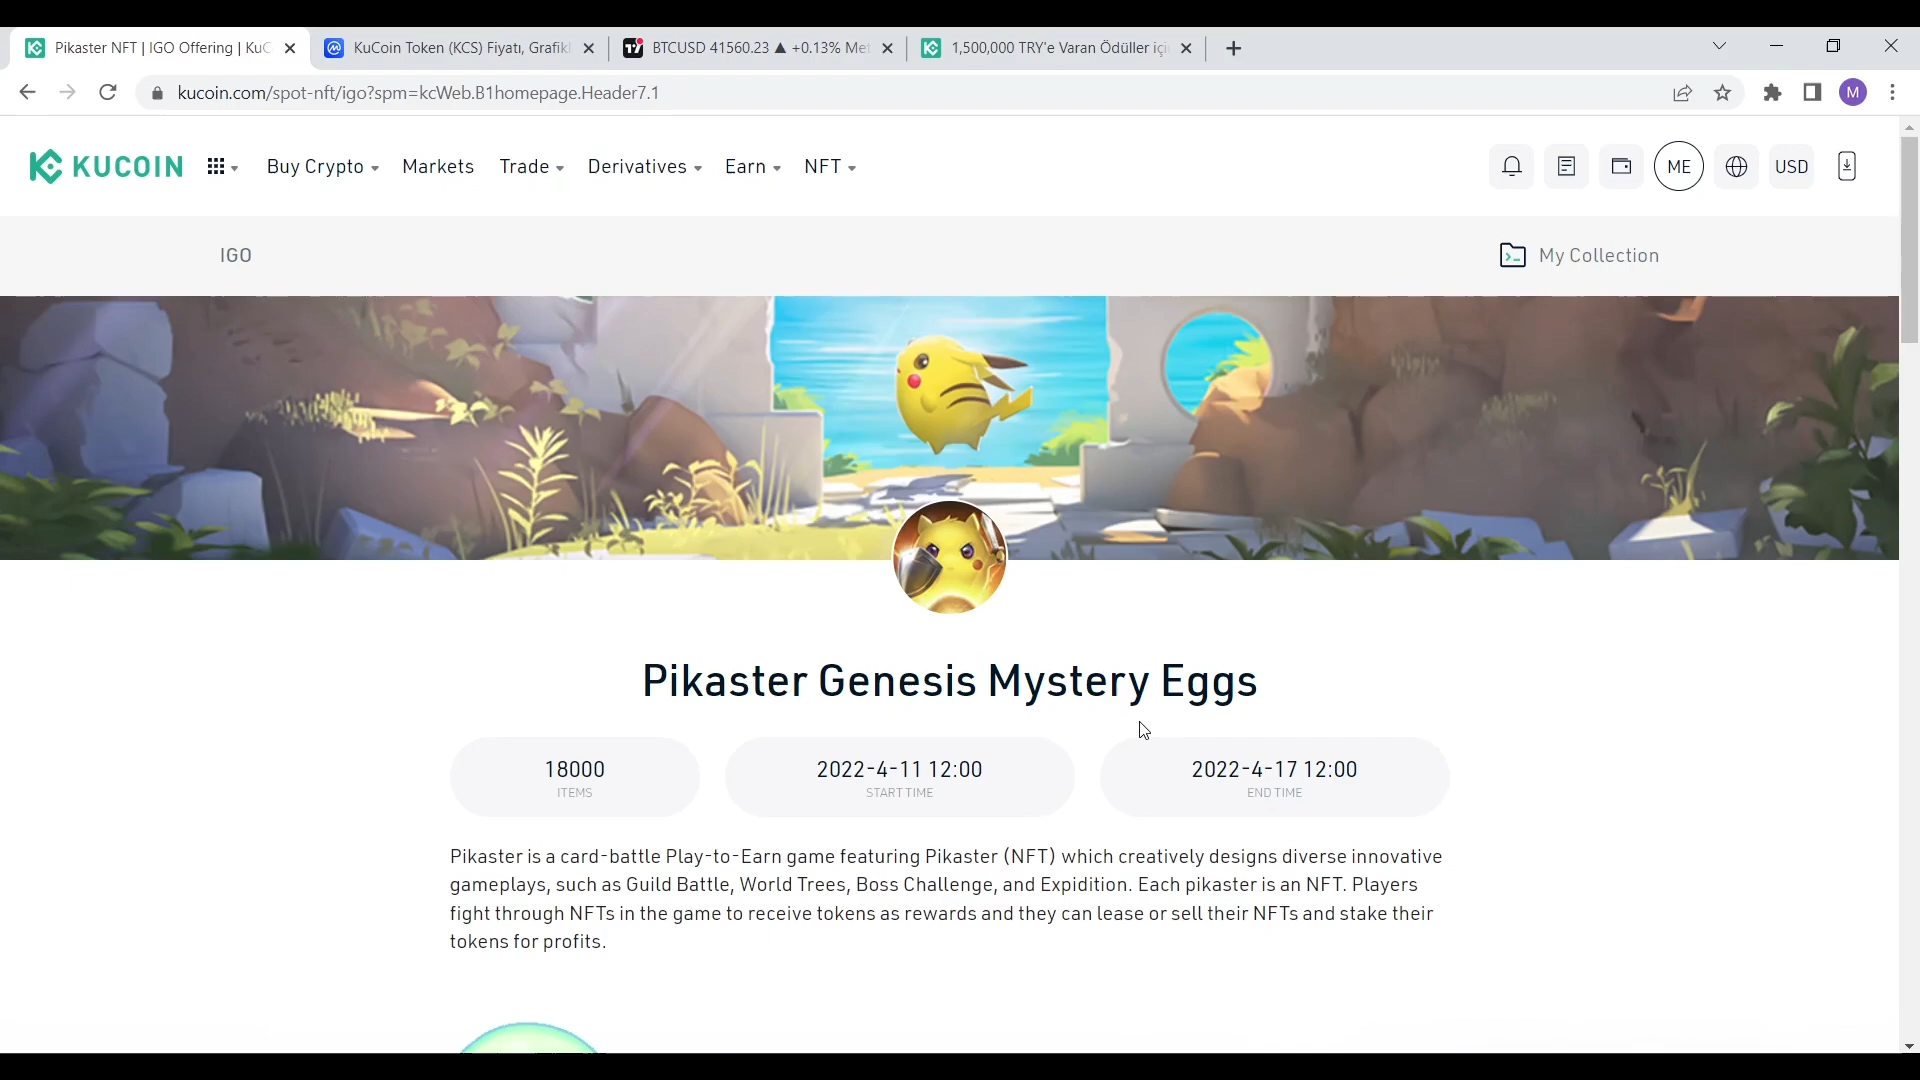 Pikaster NFT | IGO Offering | KuC
KuCoin Token (KCS) Fiyatı, Grafikl
BTCUSD 41560.23 ▲ +0.13% Met
1,500,000 TRY'e Varan Ödüller içi
kucoin.com/spot-nft/igo?spm=kcWeb.B1homepage.Header7.1
M
KUCOIN
Buy Crypto
Markets
Trade
Derivatives
Earn
NFT
ME
USD
IGO
My Collection
Pikaster Genesis Mystery Eggs
18000
ITEMS
2022-4-11 12:00
START TIME
2022-4-17 12:00
END TIME
Pikaster is a card-battle Play-to-Earn game featuring Pikaster (NFT) which creatively designs diverse innovative
gameplays, such as Guild Battle, World Trees, Boss Challenge, and Expidition. Each pikaster is an NFT. Players
fight through NFTs in the game to receive tokens as rewards and they can lease or sell their NFTs and stake their
tokens for profits.